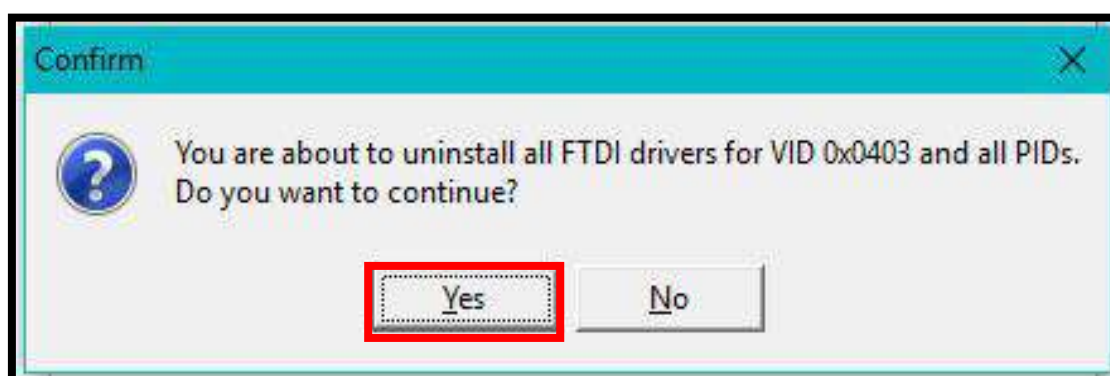 Confirm
You are about to uninstall all FTDI drivers for VID 0x0403 and all PIDs.
Do you want to continue?
Yes
No